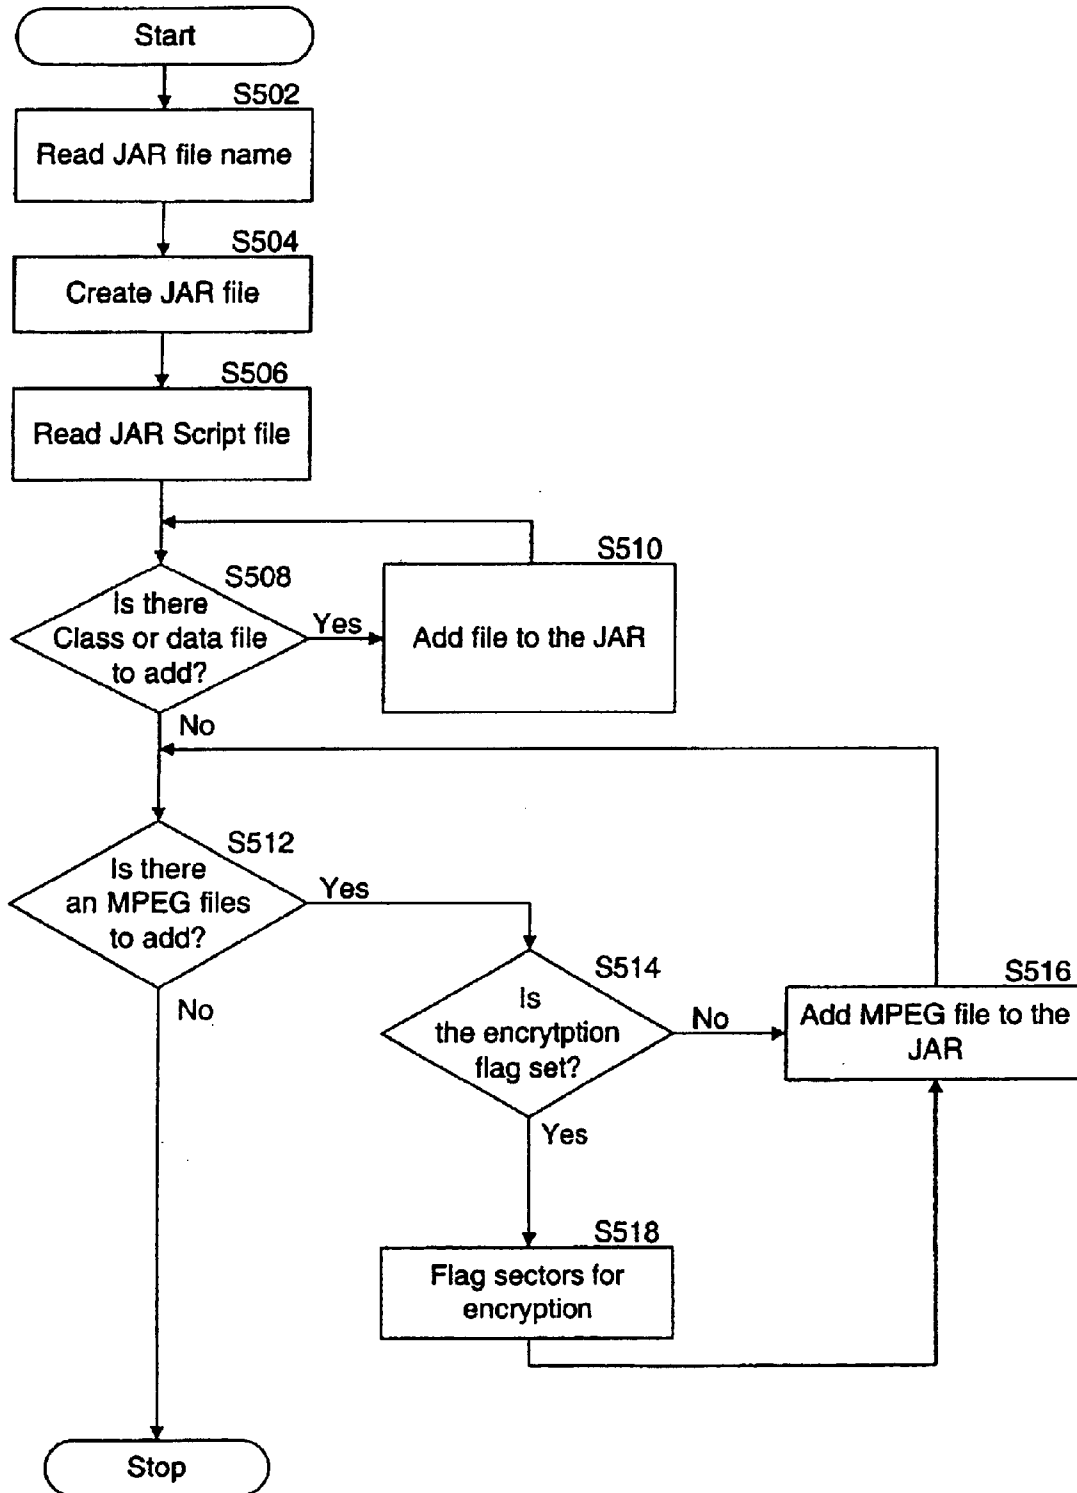 Start
S502
Read JAR file name
S504
Create JAR file
S506
Read JAR Script file
S508
Is there
Class or data file
to add?
Yes
S510
Add file to the JAR
No
S512
Is there
an MPEG files
to add?
Yes
S514
Is
the encrytption
flag set?
No
S516
Add MPEG file to the
JAR
No
Yes
S518
Flag sectors for
encryption
Stop